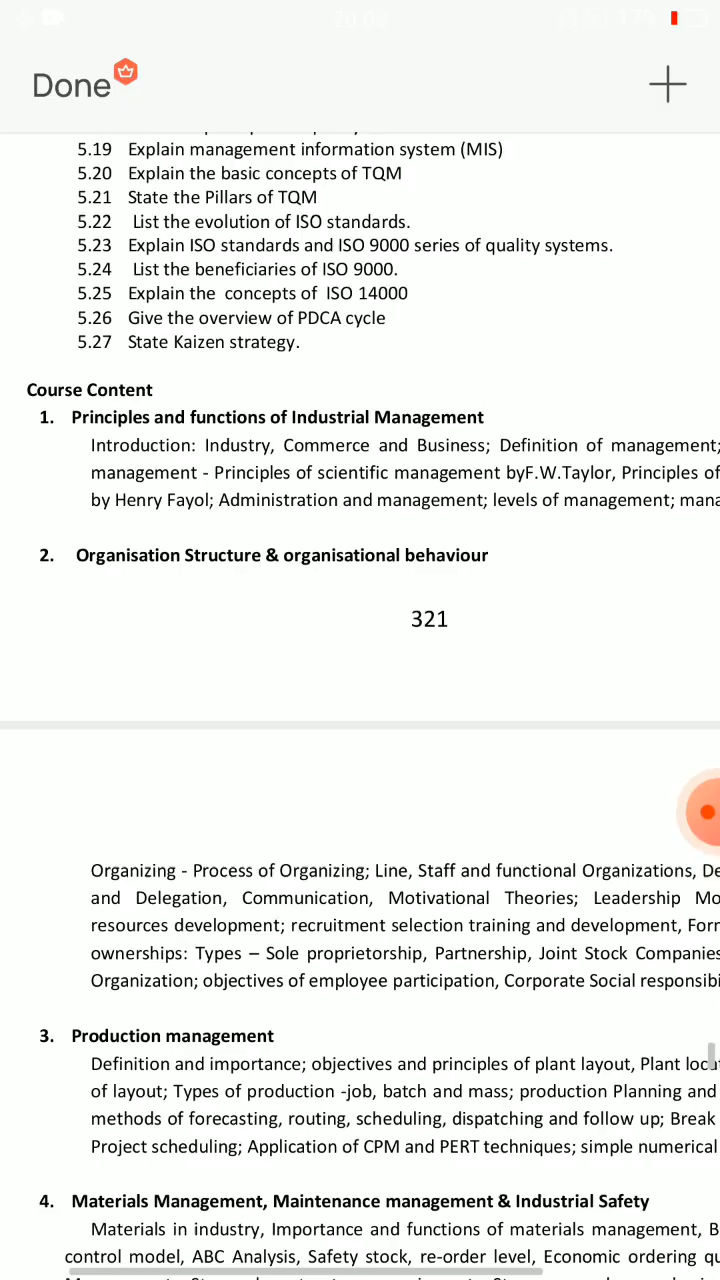 Done
5.19 Explain management information system (MIS)
5.20 Explain the basic concepts of TQM
5.21 State the Pillars of TQM
5.22 List the evolution of ISO standards.
5.23 Explain ISO standards and ISO 9000 series of quality systems.
5.24 List the beneficiaries of ISO 9000.
5.25 Explain the concepts of ISO 14000
5.26 Give the overview of PDCA cycle
5.27 State Kaizen strategy.
Course Content
1. Principles and functions of Industrial Management
Introduction: Industry, Commerce and Business; Definition of management;
management - Principles of scientific management byF.W.Taylor, Principles of
by Henry Fayol; Administration and management; levels of management; mana
2. Organisation Structure & organisational behaviour
321
Organizing - Process of Organizing; Line, Staff and functional Organizations, De
and Delegation, Communication, Motivational Theories; Leadership Mo
resources development; recruitment selection training and development, For
ownerships: Types – Sole proprietorship, Partnership, Joint Stock Companies
Organization; objectives of employee participation, Corporate Social responsibi
3. Production management
Definition and importance; objectives and principles of plant layout, Plant loca
of layout; Types of production -job, batch and mass; production Planning and
methods of forecasting, routing, scheduling, dispatching and follow up; Break
Project scheduling; Application of CPM and PERT techniques; simple numerical
4. Materials Management, Maintenance management & Industrial Safety
Materials in industry, Importance and functions of materials management, B
control model, ABC Analysis, Safety stock, re-order level, Economic ordering qu